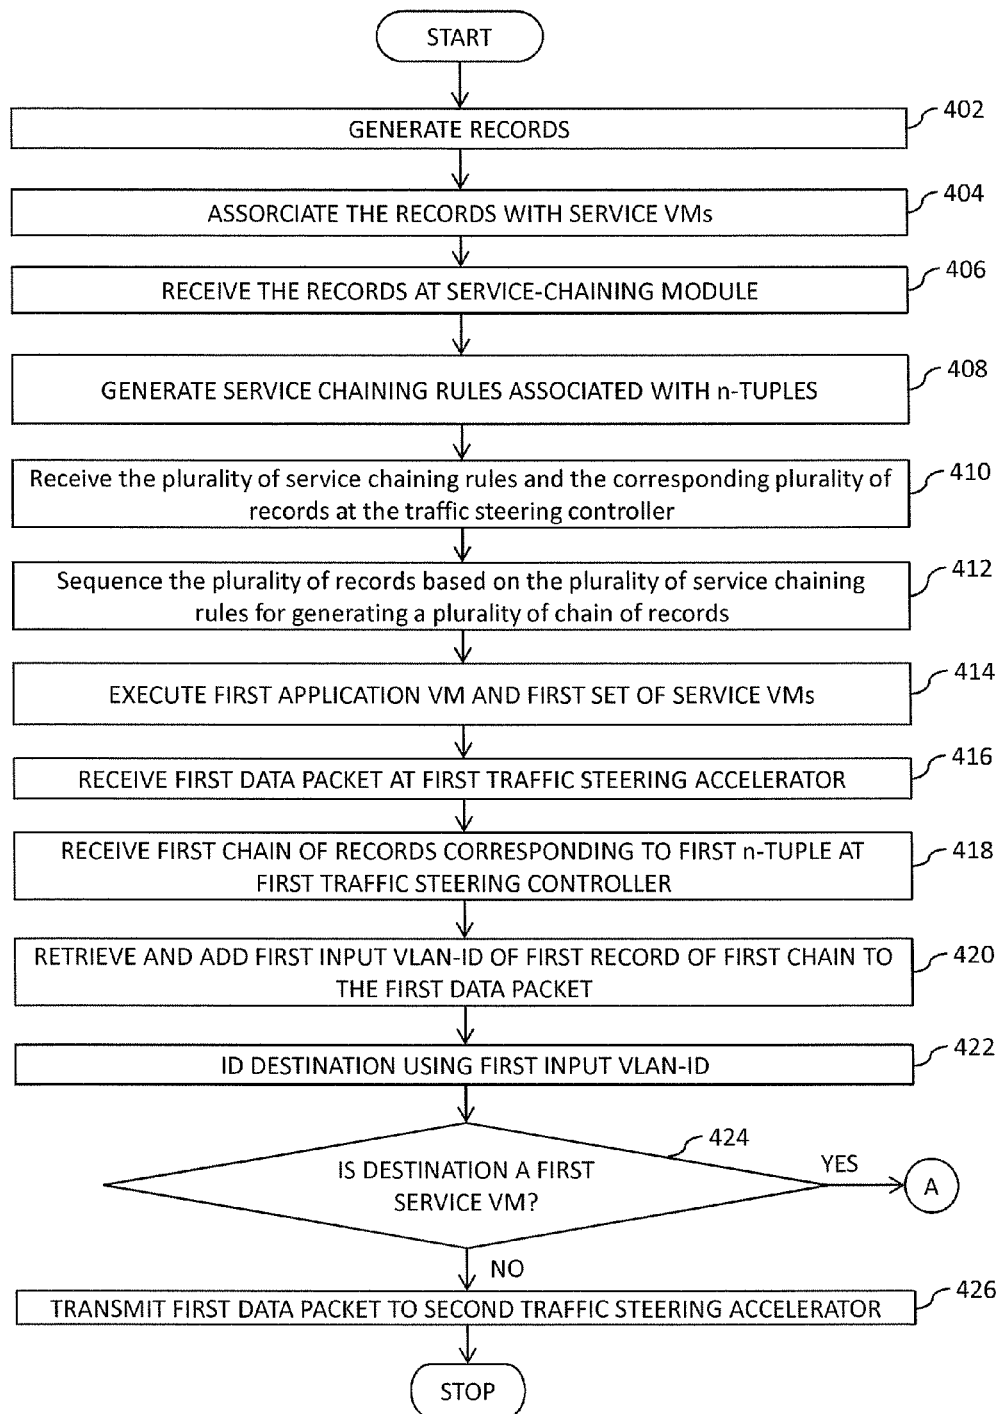 START
402
GENERATE RECORDS
404
ASSORCIATE THE RECORDS WITH SERVICE VMs
406
RECEIVE THE RECORDS AT SERVICE-CHAINING MODULE
408
GENERATE SERVICE CHAINING RULES ASSOCIATED WITH n-TUPLES
410
Receive the plurality of service chaining rules and the corresponding plurality of
records at the traffic steering controller
412
Sequence the plurality of records based on the plurality of service chaining
rules for generating a plurality of chain of records
414
EXECUTE FIRST APPLICATION VM AND FIRST SET OF SERVICE VMs
416
RECEIVE FIRST DATA PACKET AT FIRST TRAFFIC STEERING ACCELERATOR
418
RECEIVE FIRST CHAIN OF RECORDS CORRESPONDING TO FIRST n-TUPLE AT
FIRST TRAFFIC STEERING CONTROLLER
420
RETRIEVE AND ADD FIRST INPUT VLAN-ID OF FIRST RECORD OF FIRST CHAIN TO
THE FIRST DATA PACKET
422
ID DESTINATION USING FIRST INPUT VLAN-ID
424
IS DESTINATION A FIRST
SERVICE VM?
YES
A
NO
426
TRANSMIT FIRST DATA PACKET TO SECOND TRAFFIC STEERING ACCELERATOR
STOP